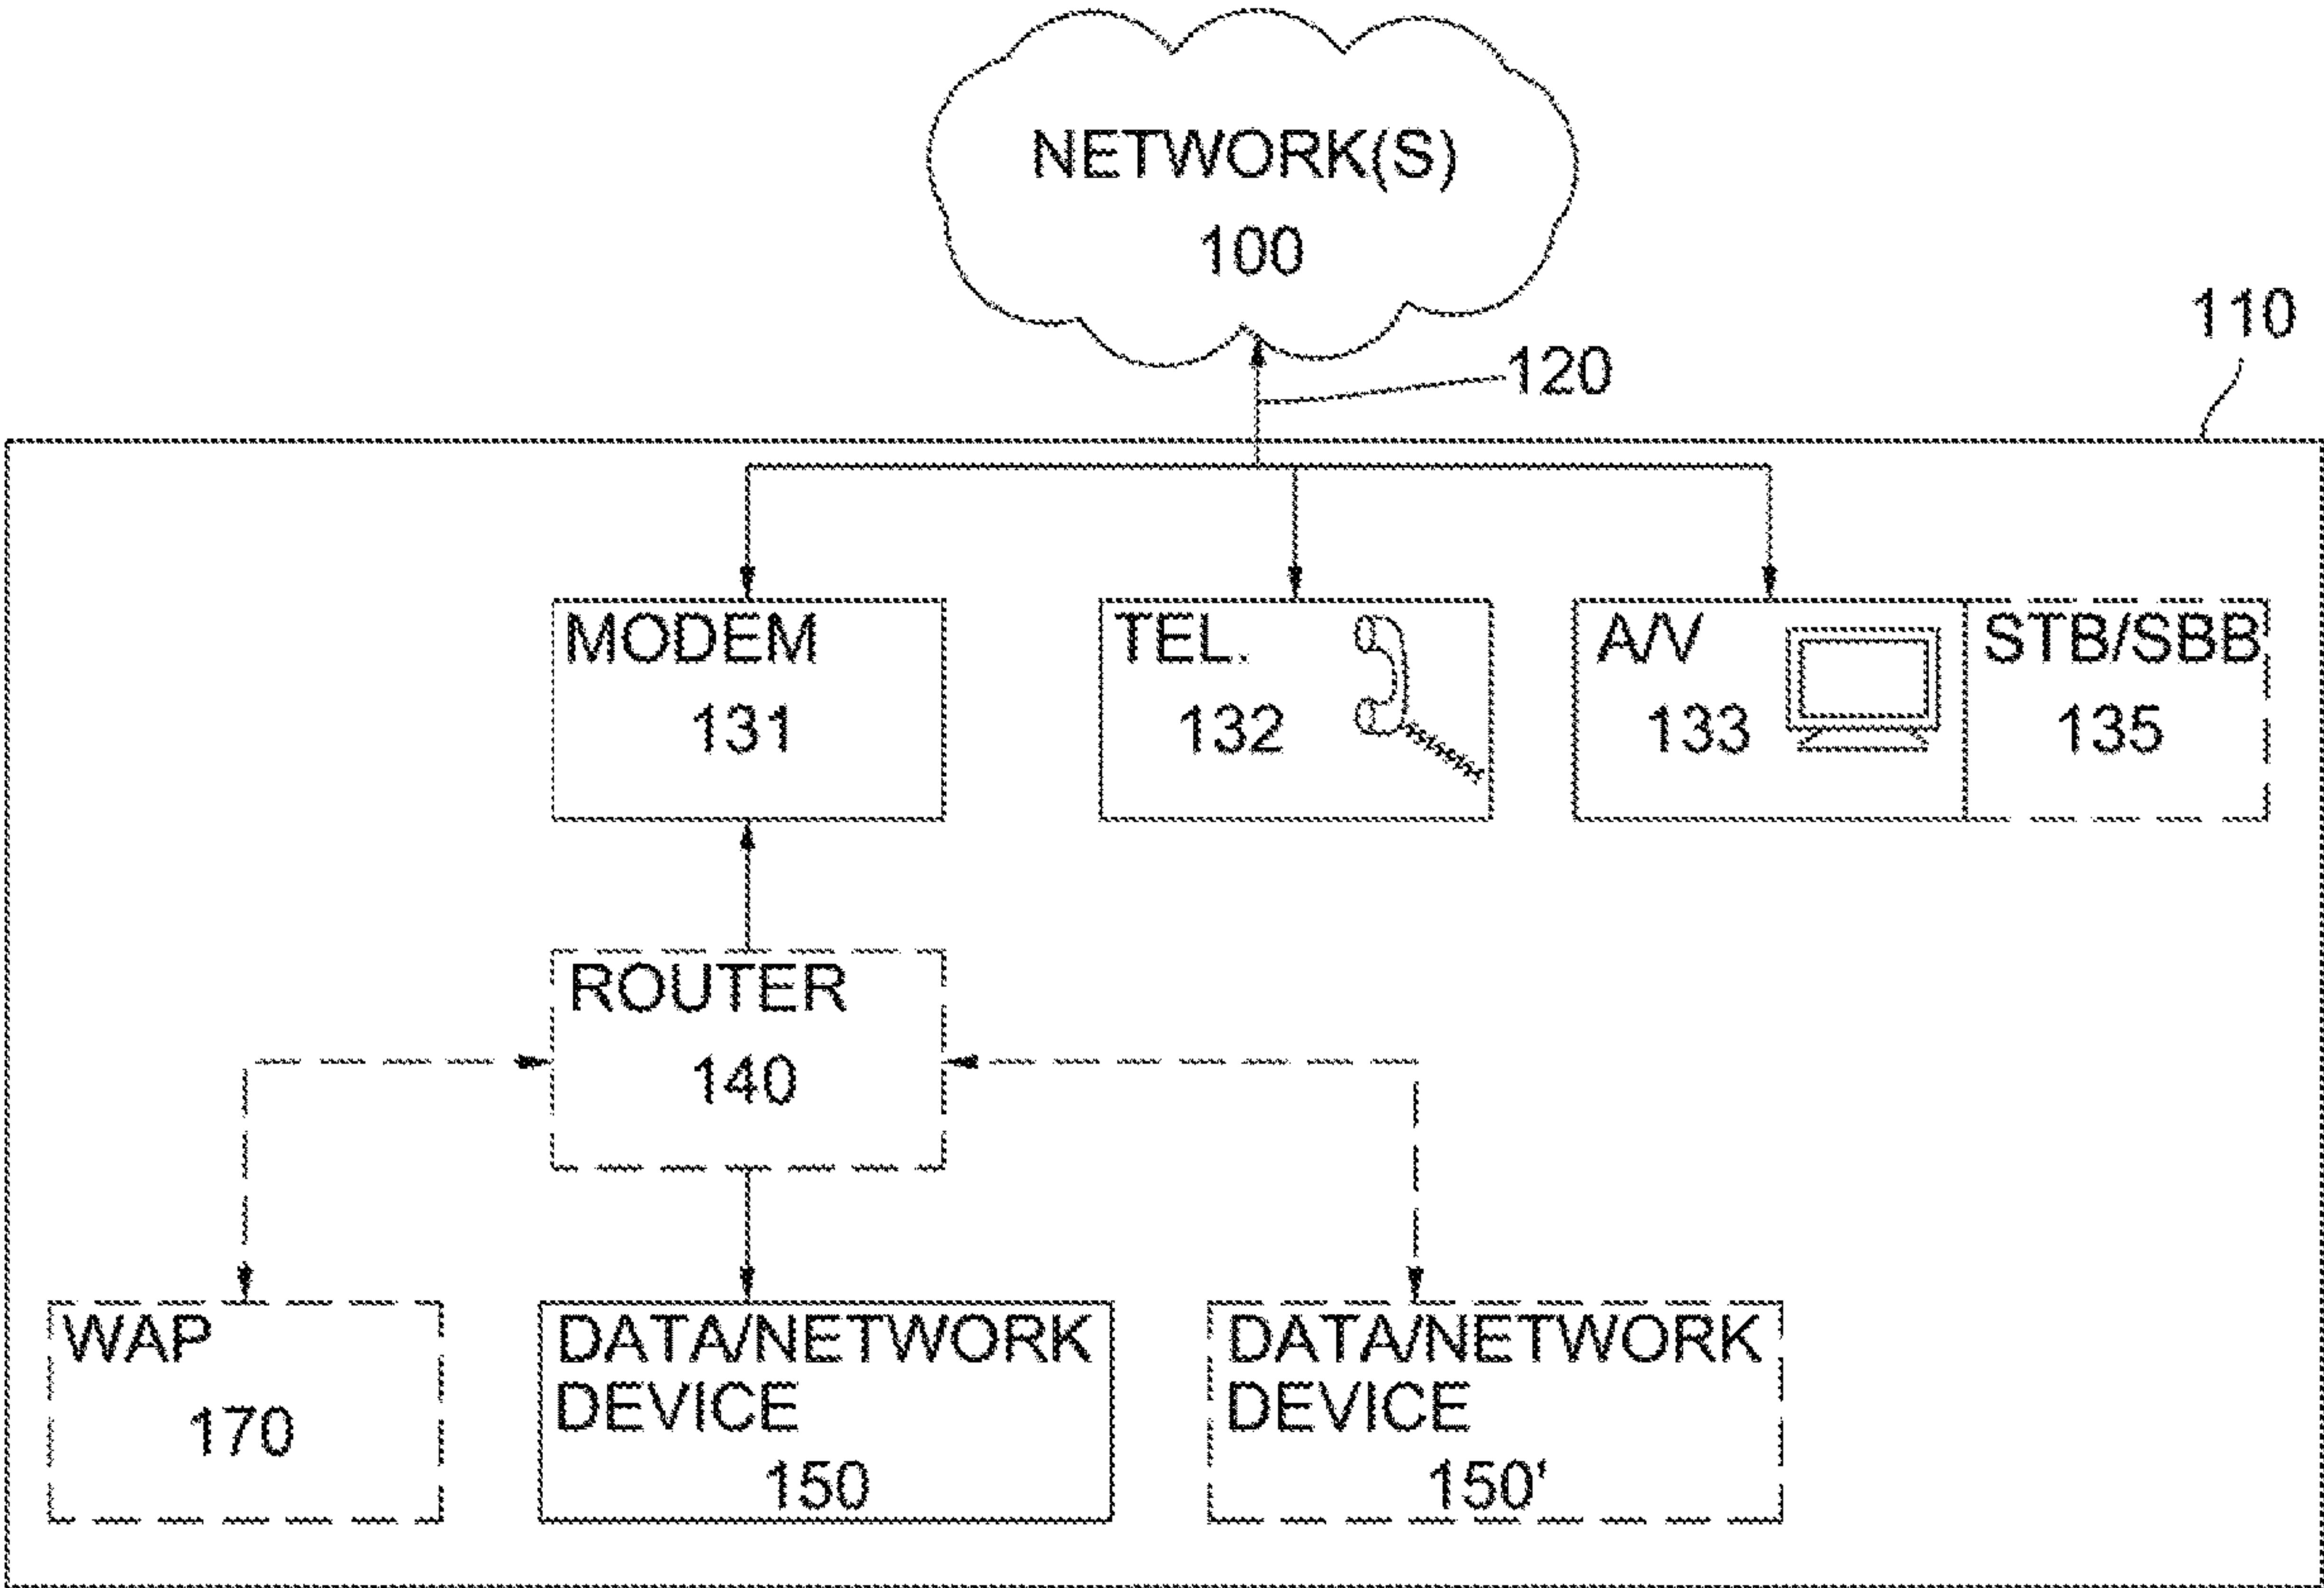 NETWORK(S)
100
110
120
MODEM
131
TEL.
132
A/V
133
STB/SBB
135
ROUTER
140
WAP
170
DATA/NETWORK
DEVICE
150
DATA/NETWORK
DEVICE
150'